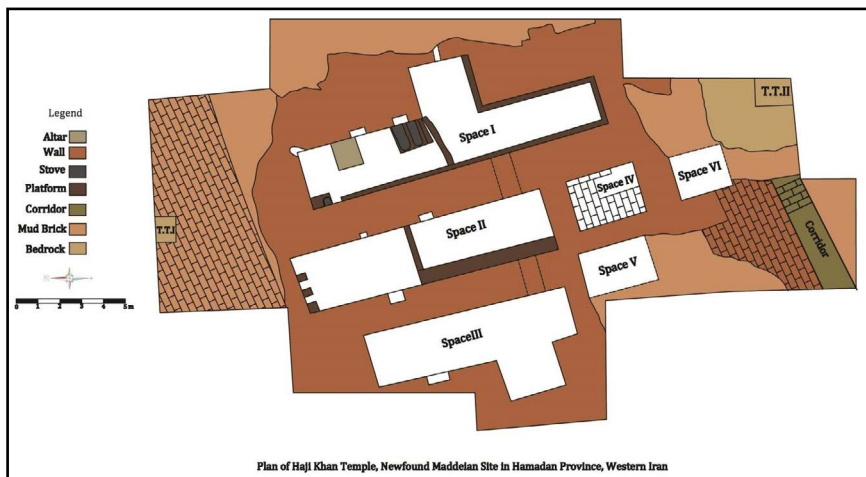 Legend
Altar
Wall
Stove
Platform
Corridor
Mud Brick
Bedrock
0 1 2 3 4 5 m
T.T.I
T.T.II
Space I
Space II
SpaceIII
Space IV
Space V
Space VI
Corridor
Plan of Haji Khan Temple, Newfound Maddeian Site in Hamadan Province, Western Iran